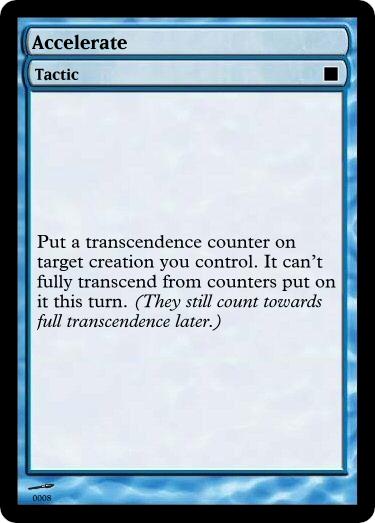 Accelerate
Tactic
Put a transcendence counter on
target creation you control. It can't
fully transcend from counters put on
it this turn. (They still count towards
full transcendence later.)
0008